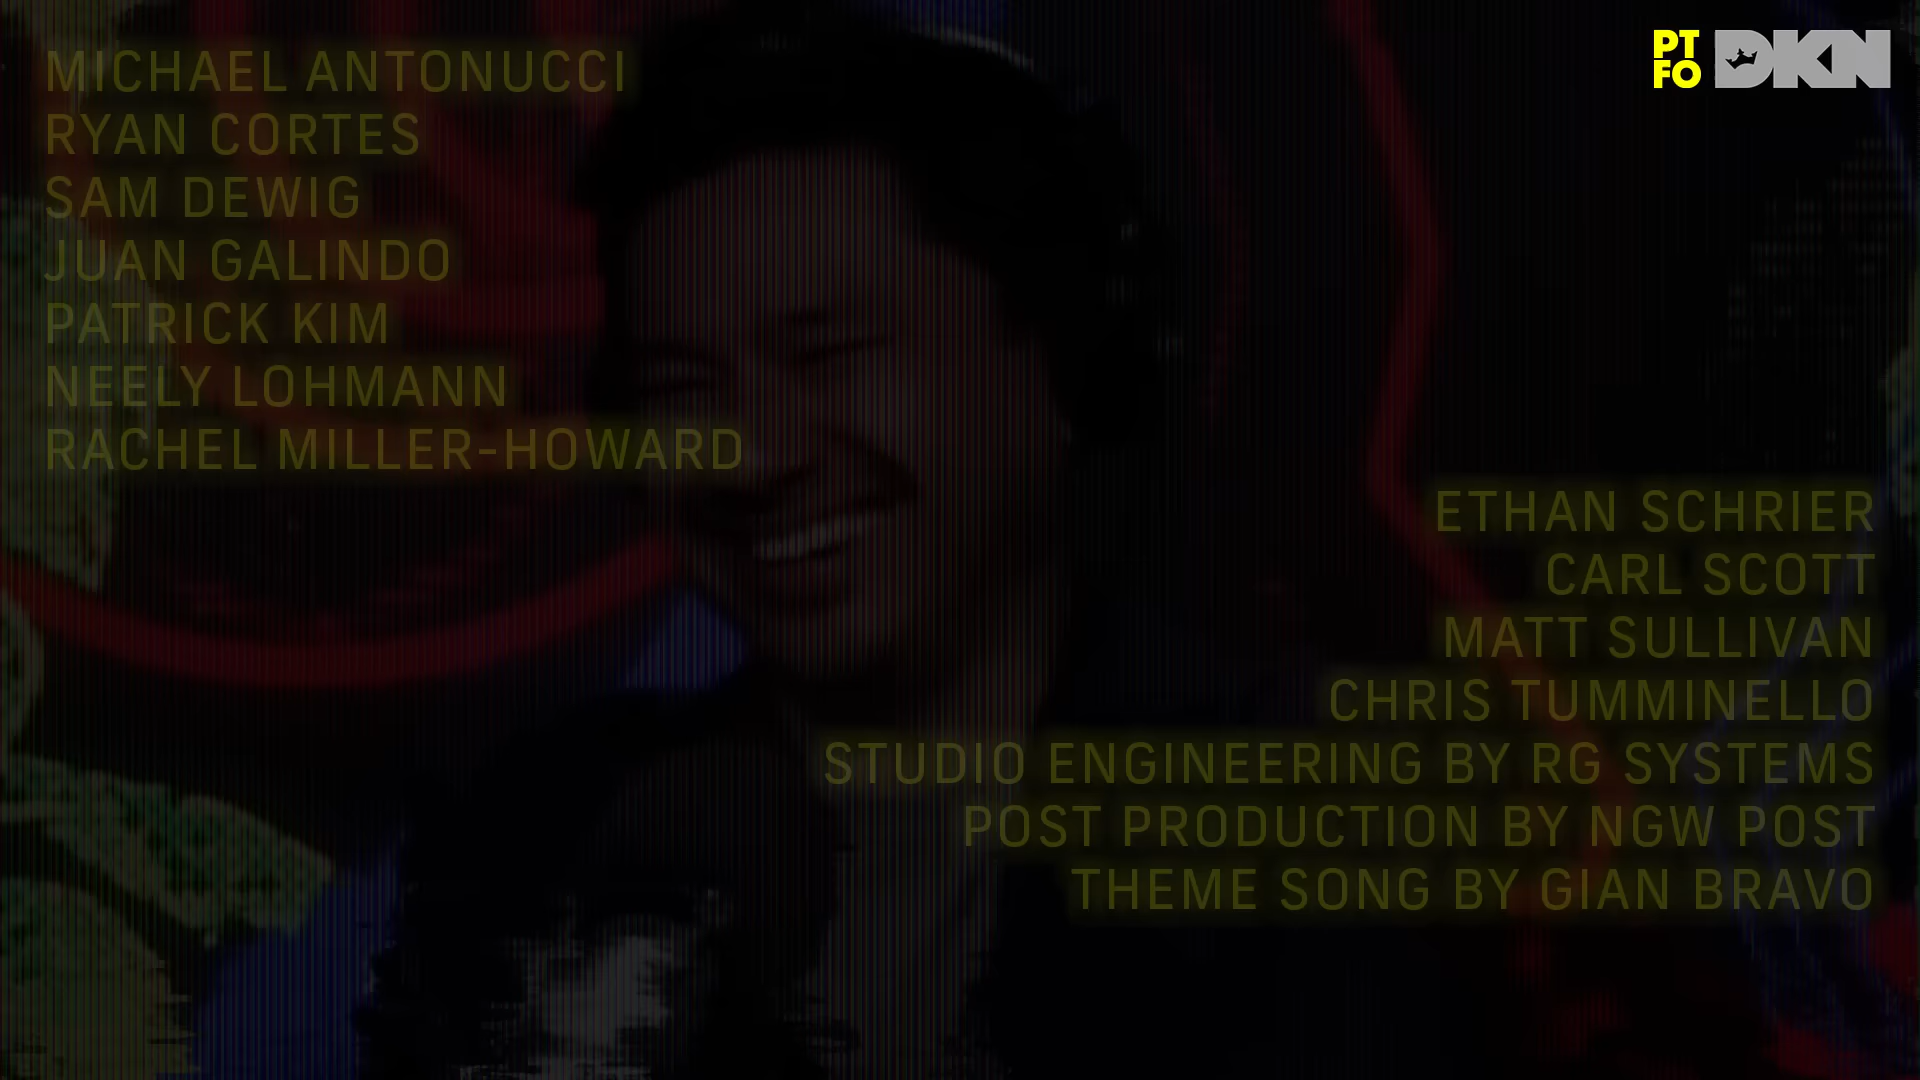 MICHAEL ANTONUCCI
RYAN CORTES
SAM DEWIG
JUAN GALINDO
PATRICK KIM
NEELY LOHMANN
RACHEL MILLER-HOWARD
PT
FO
DKN
ETHAN SCHRIER
CARL SCOTT
MATT SULLIVAN
CHRIS TUMMINELLO
STUDIO ENGINEERING BY RG SYSTEMS
POST PRODUCTION BY NGW POST
THEME SONG BY GIAN BRAVO